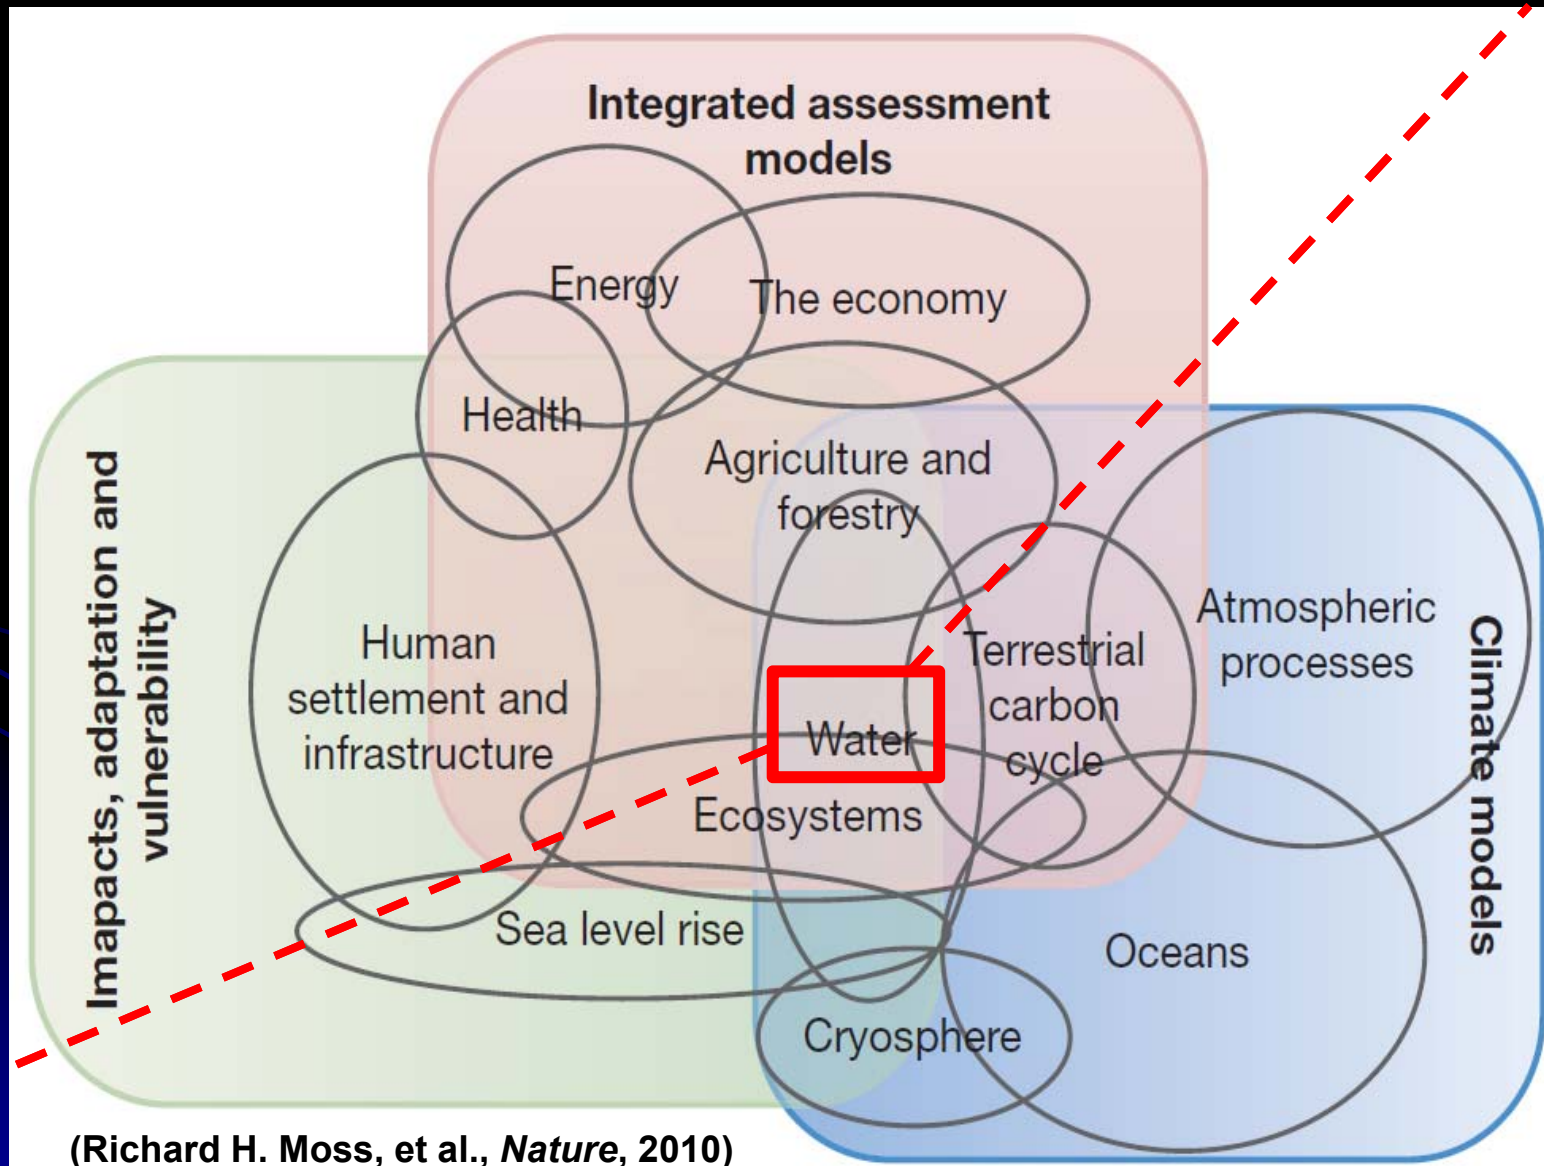 Integrated assessment
models
Energy
The economy
Health
Agriculture and
forestry
Imapacts, adaptation and
vulnerability
Human
settlement and
infrastructure
Water
Terrestrial
carbon
cycle
Atmospheric
processes
Climate models
Ecosystems
Sea level rise
Oceans
Cryosphere
(Richard H. Moss, et al., Nature, 2010)